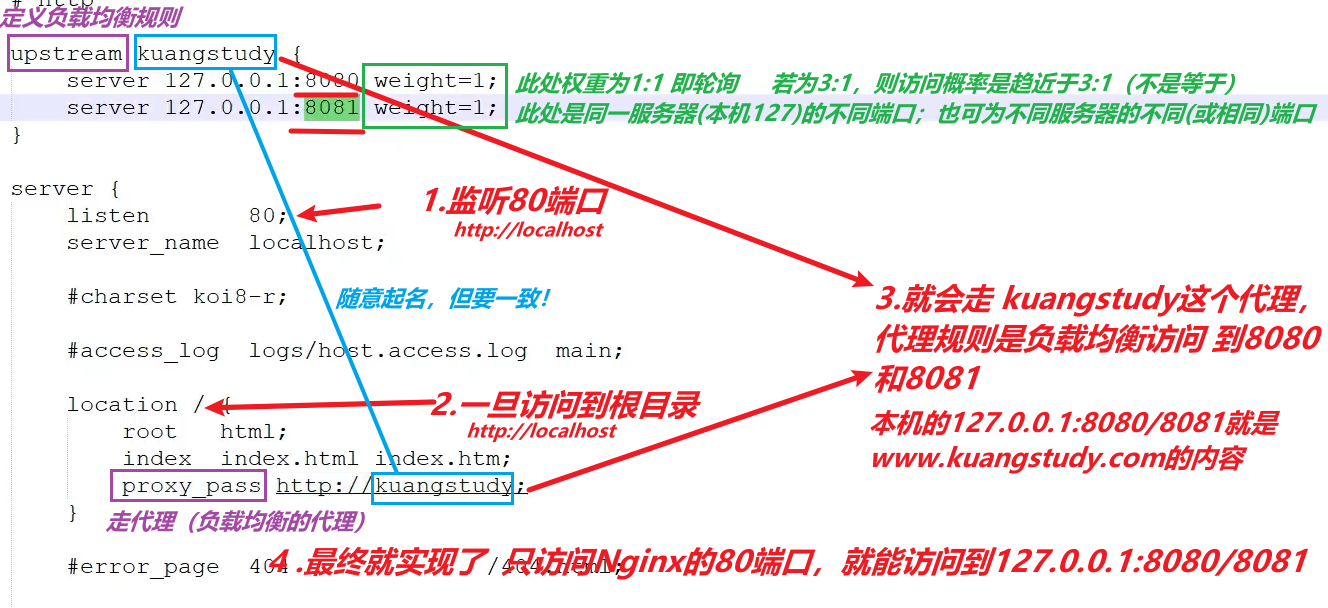 # http
定义负载均衡规则
upstream kuangstudy {
server 127.0.0.1:8080 weight=1; 此处权重为1:1 即轮询 若为3:1，则访问概率是趋近于3:1（不是等于）
server 127.0.0.1:8081 weight=1; 此处是同一服务器(本机127)的不同端口；也可为不同服务器的不同(或相同)端口
}
server {
listen 80; 1.监听80端口
http://localhost
server_name localhost;
#charset koi8-r; 随意起名，但要一致！
3.就会走 kuangstudy这个代理，
代理规则是负载均衡访问 到8080
和8081
#access_log logs/host.access.log main;
location / { 2.一旦访问到根目录
http://localhost
本机的127.0.0.1:8080/8081就是
www.kuangstudy.com的内容
root html;
index index.html index.htm;
proxy_pass http://kuangstudy;
} 走代理（负载均衡的代理）
4 .最终就实现了 只访问Nginx的80端口，就能访问到127.0.0.1:8080/8081
#error_page 404 /404.html;